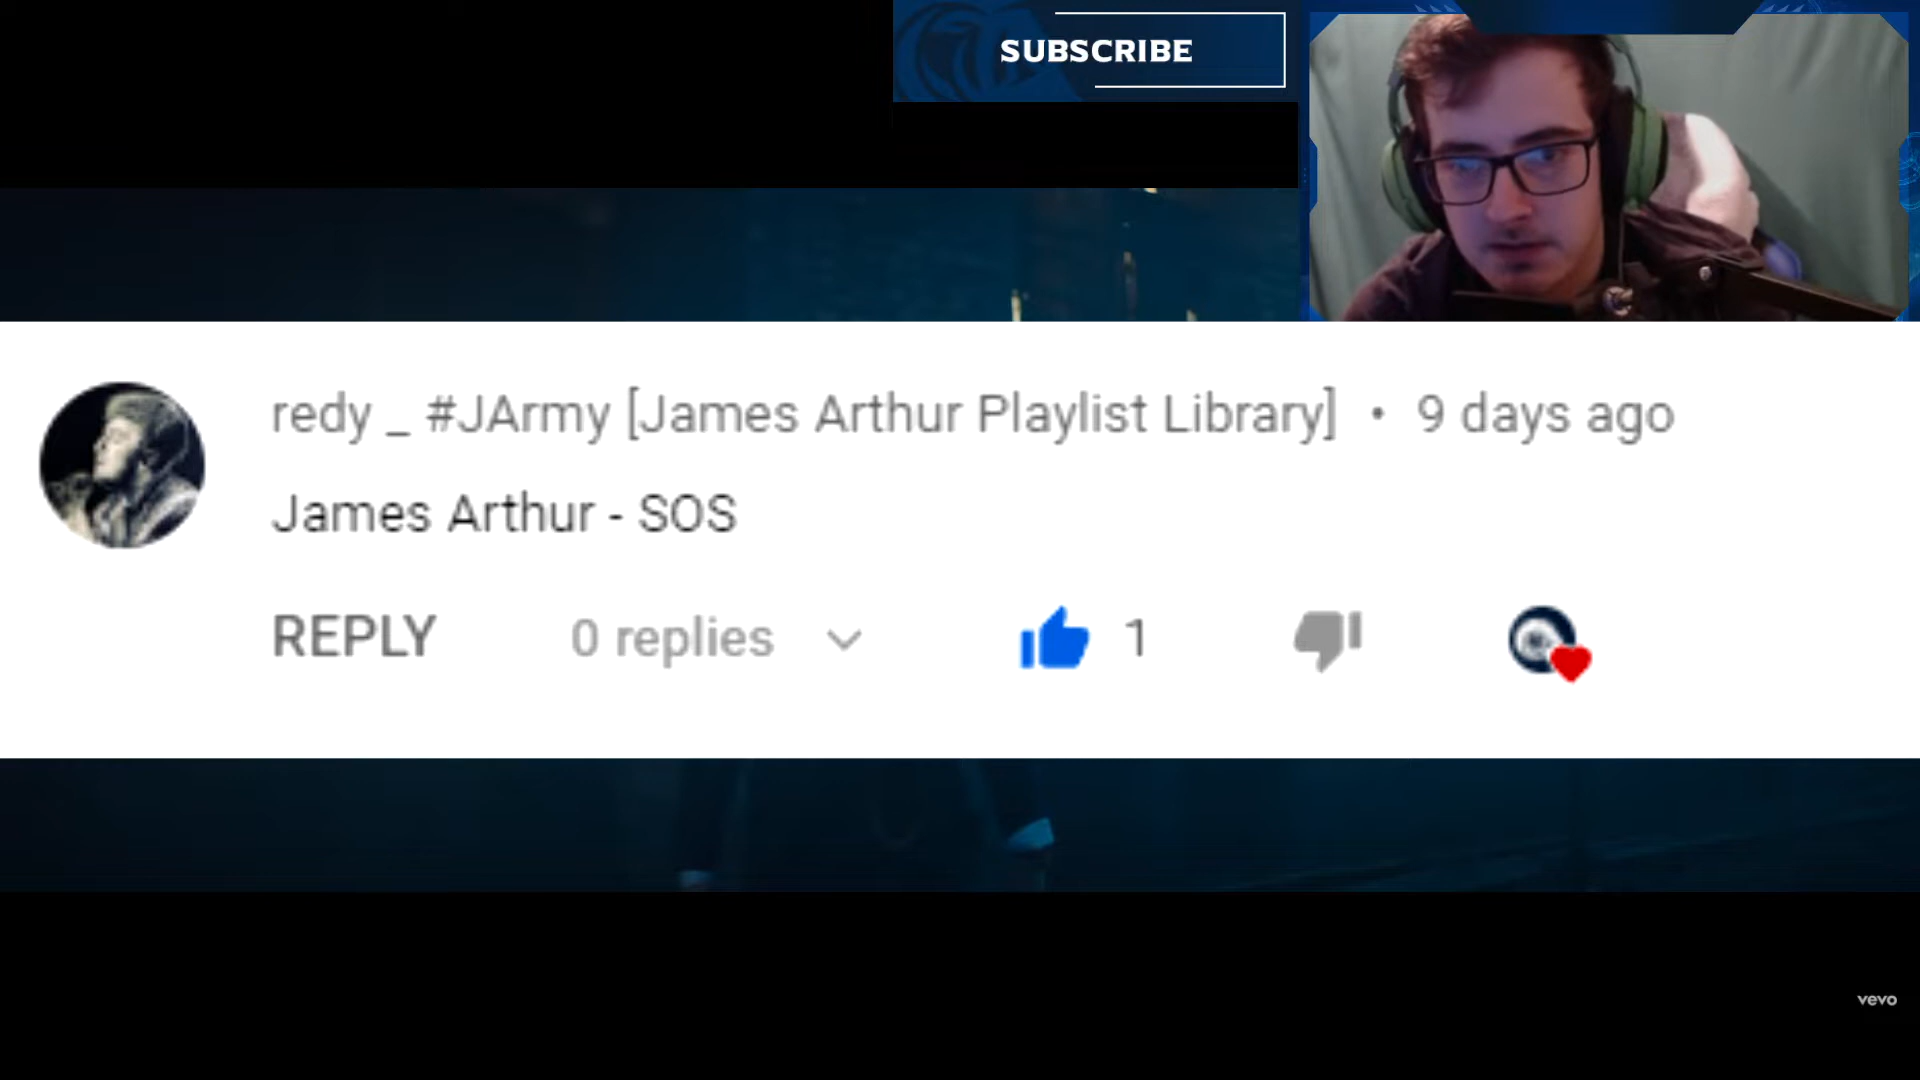 SUBSCRIBE
redy _ #JArmy [James Arthur Playlist Library] • 9 days ago
James Arthur - SOS
REPLY 0 replies 1
vevo